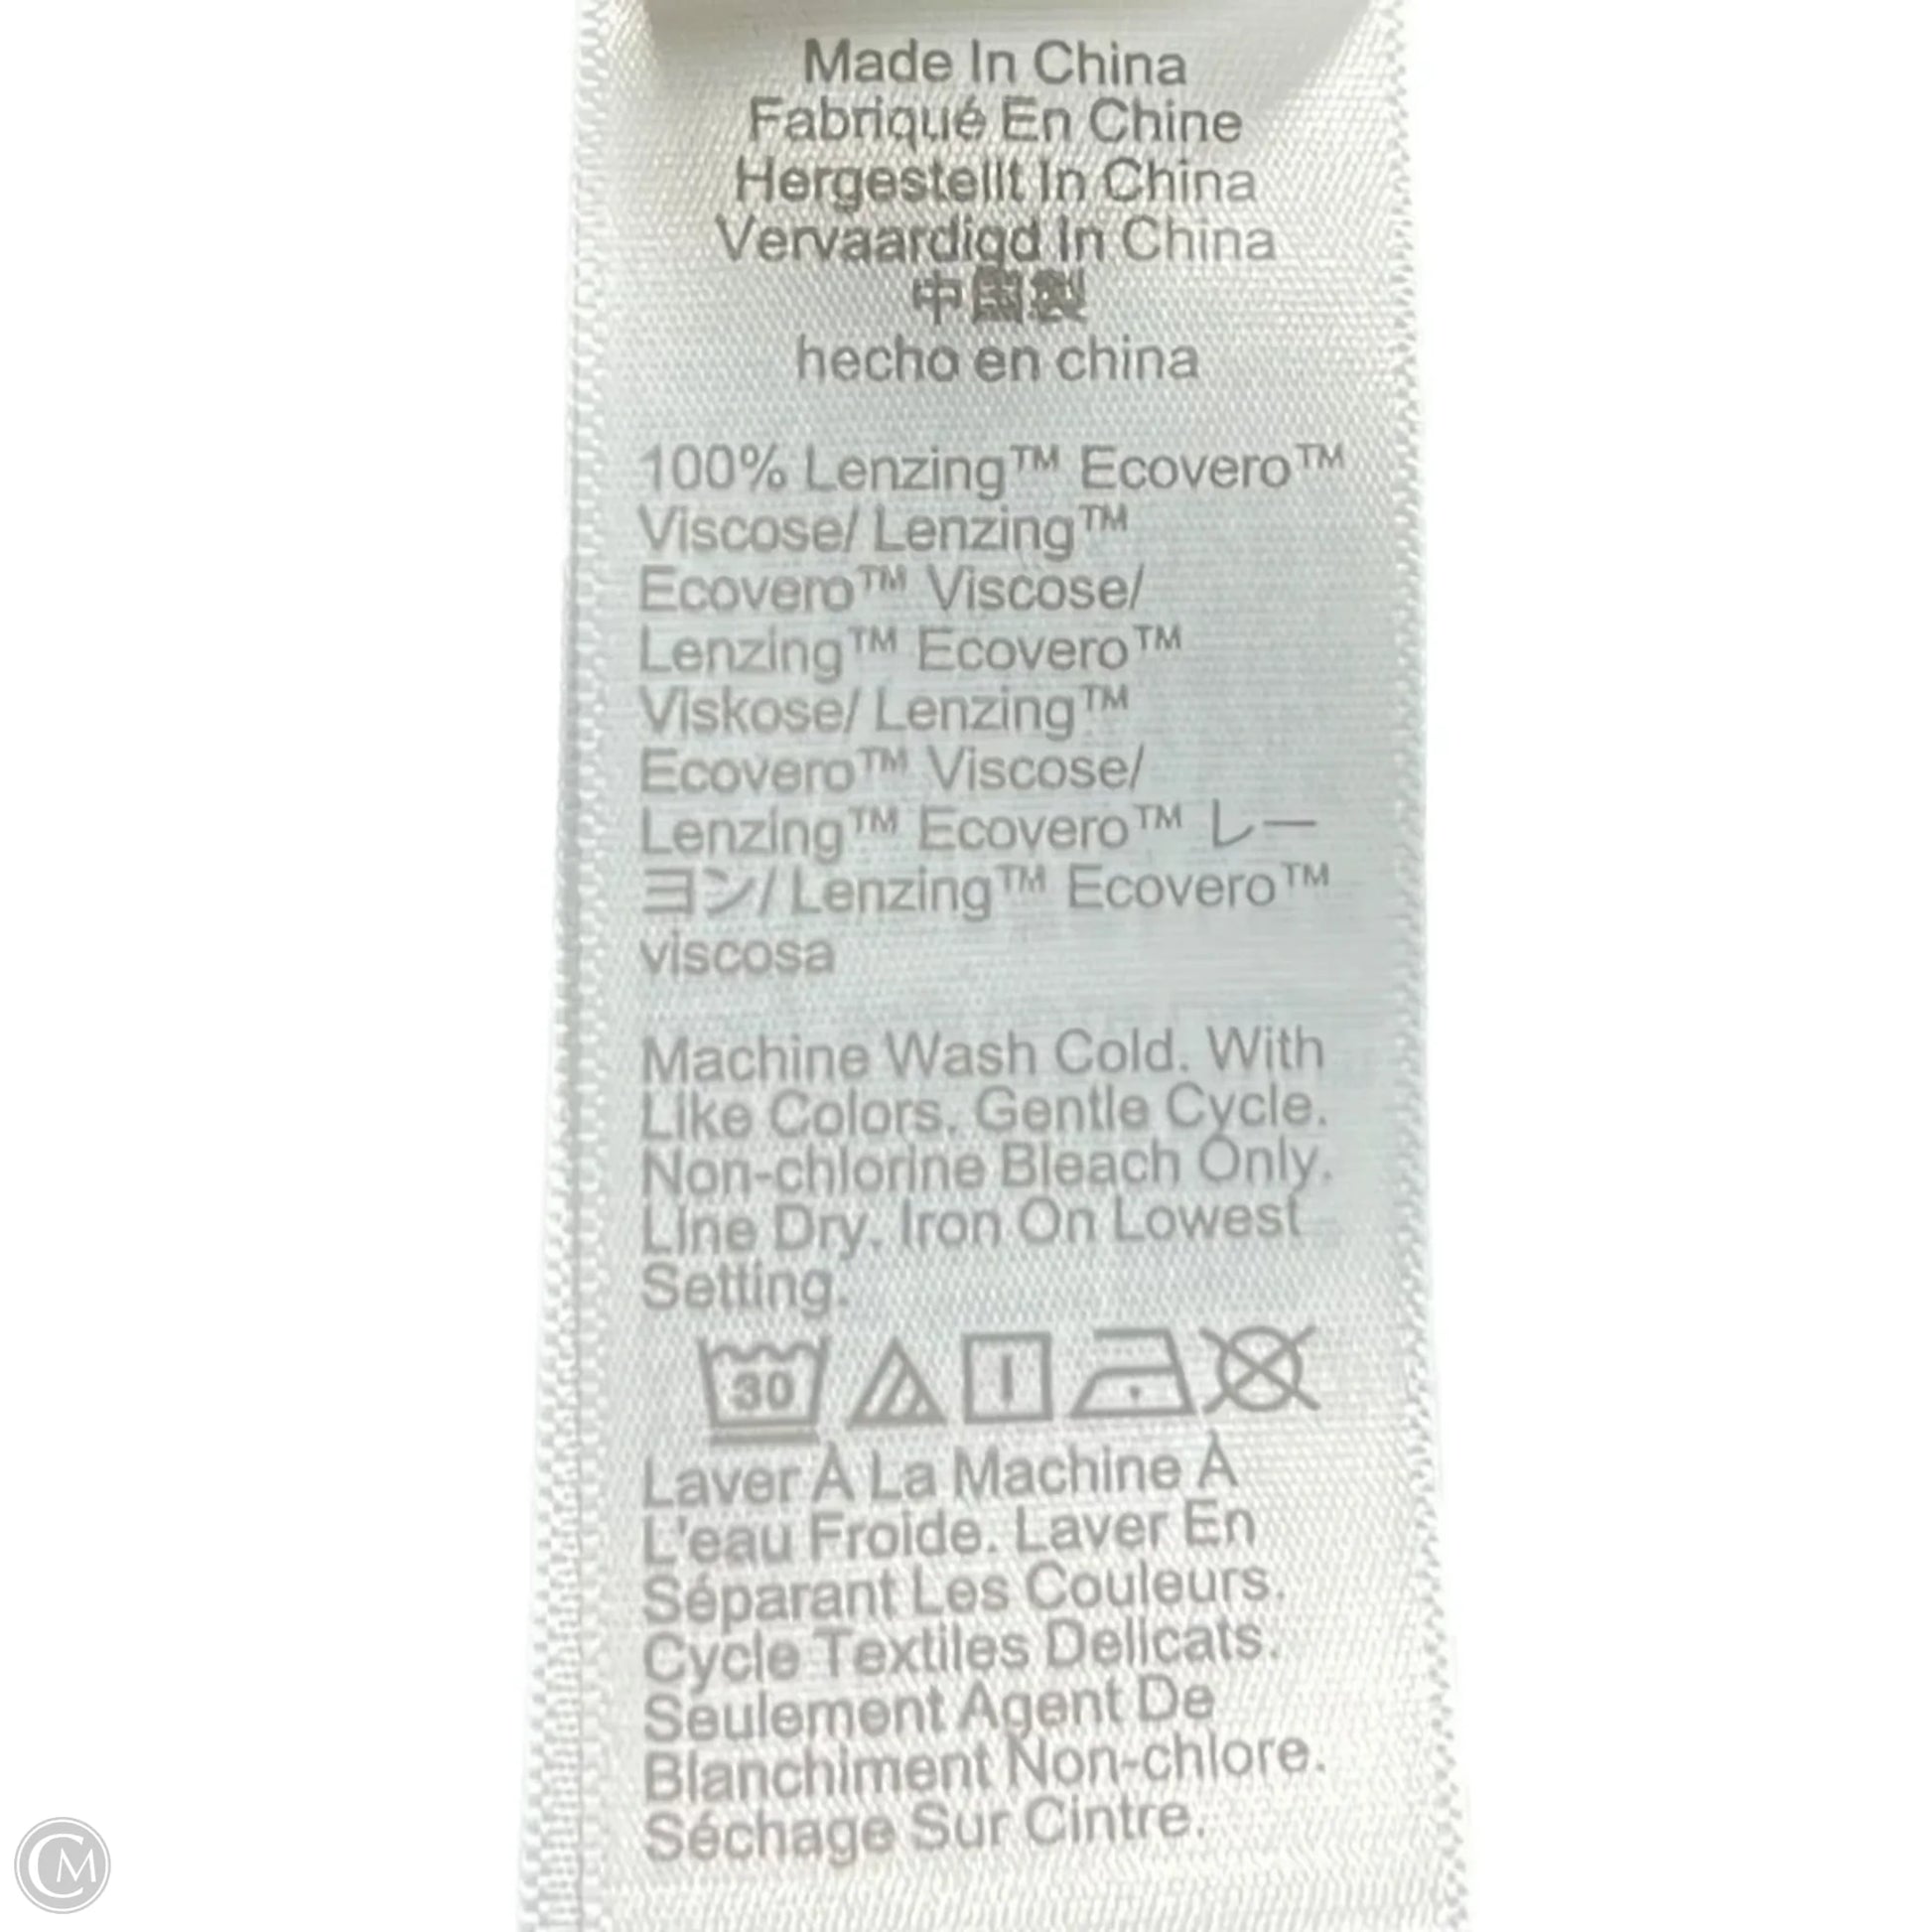 Made In China
Fabriqué En Chine
Hergestellt In China
Vervaardigd In China
中国製
hecho en china
100% Lenzing™ Ecovero™
Viscose/ Lenzing™
Ecovero™ Viscose/
Lenzing™ Ecovero™
Viskose/ Lenzing™
Ecovero™ Viscose/
Lenzing™ Ecovero™ レー
ヨン/ Lenzing™ Ecovero™
viscosa
Machine Wash Cold. With
Like Colors. Gentle Cycle.
Non-chlorine Bleach Only.
Line Dry. Iron On Lowest
Setting.
30
Laver À La Machine À
L'eau Froide. Laver En
Séparant Les Couleurs.
Cycle Textiles Delicats.
Seulement Agent De
Blanchiment Non-chlore.
Séchage Sur Cintre.
CM